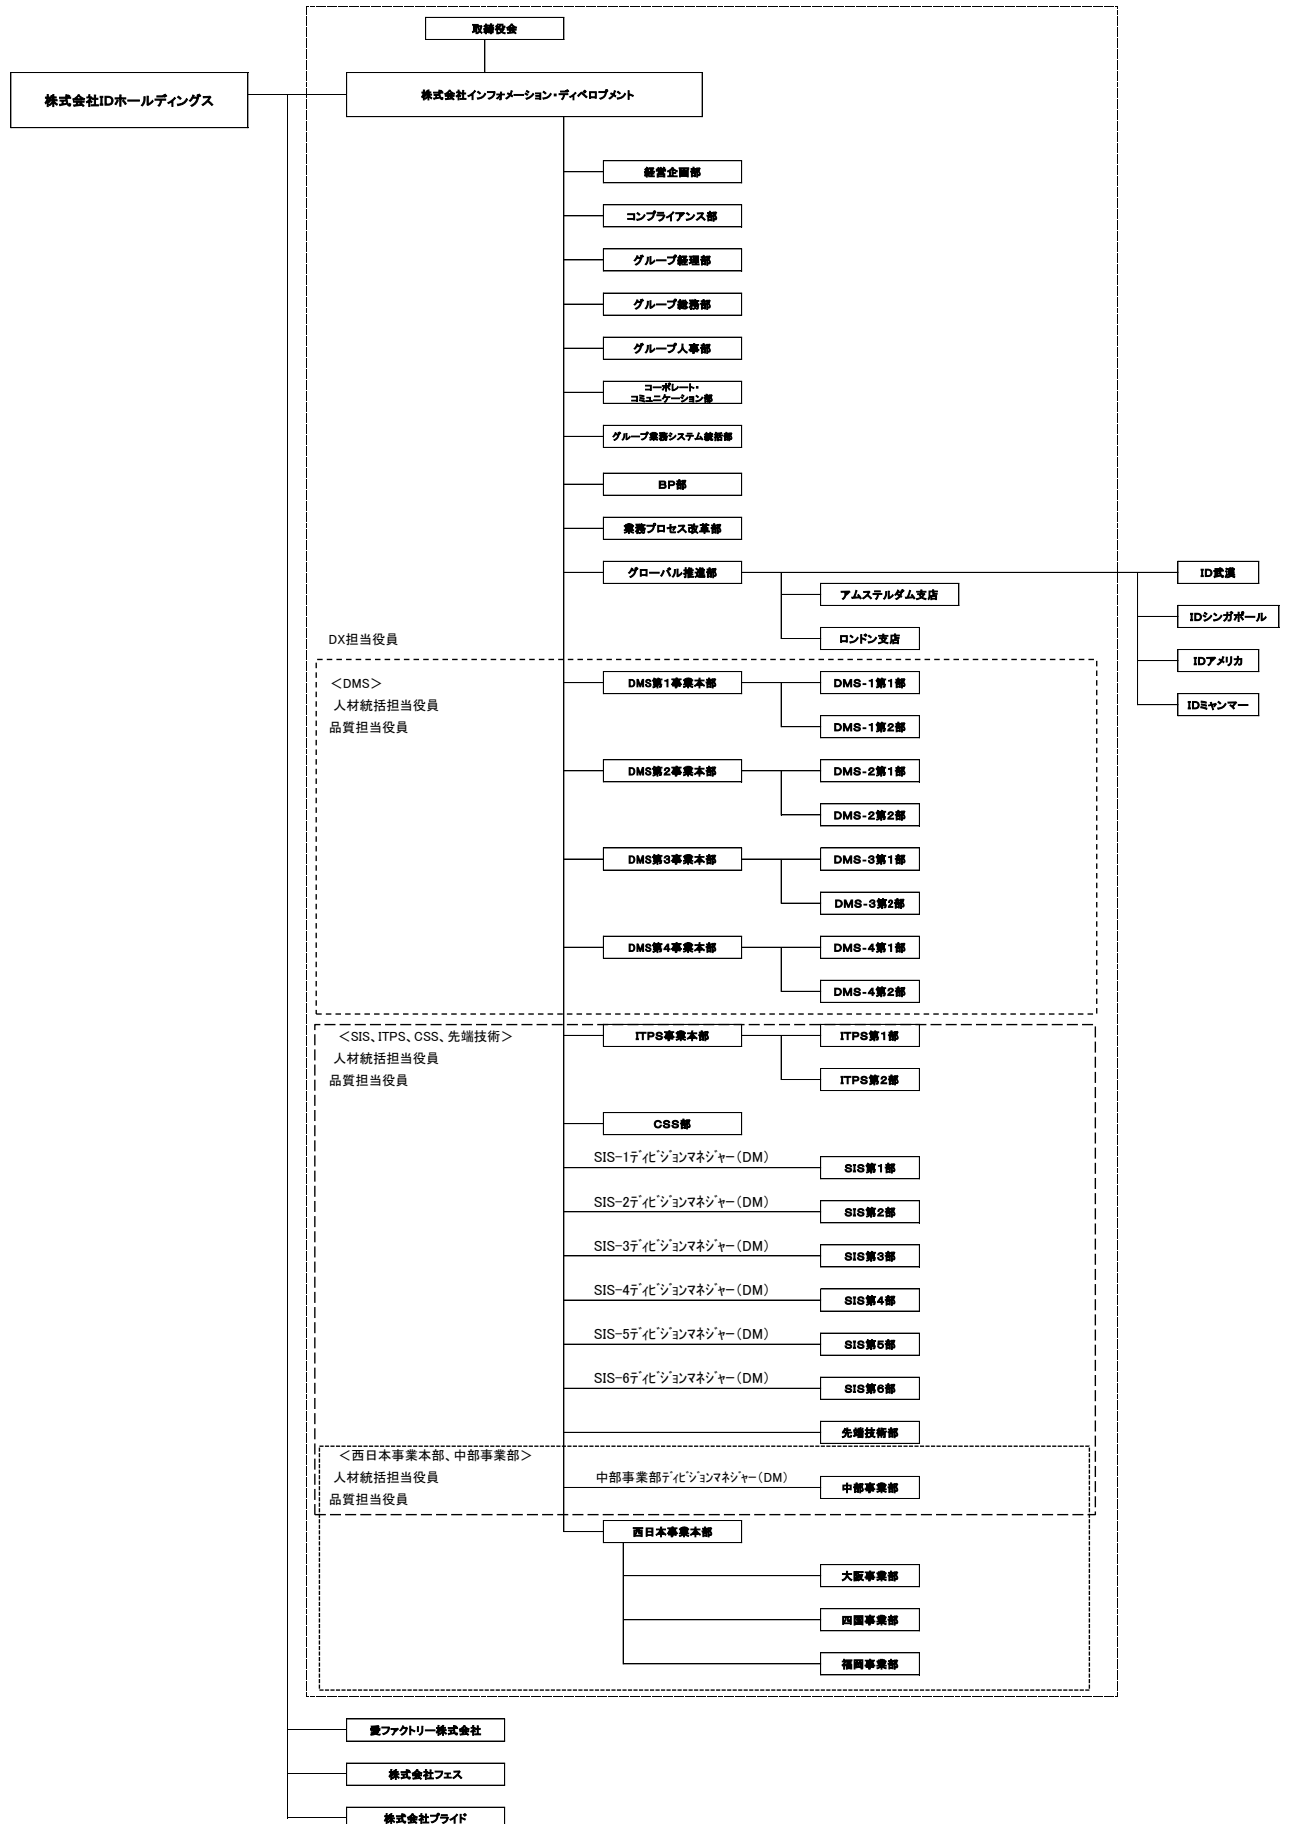 取締役会
株式会社IDホールディングス
株式会社インフォメーション・ディベロプメント
経営企画部
コンプライアンス部
グループ経理部
グループ総務部
グループ人事部
コーポレート・
コミュニケーション部
グループ業務システム統括部
BP部
業務プロセス改革部
グローバル推進部
ID武漢
アムステルダム支店
IDシンガポール
DX担当役員
ロンドン支店
IDアメリカ
＜DMS＞
DMS第1事業本部
DMS-1第1部
人材統括担当役員
IDミャンマー
品質担当役員
DMS-1第2部
DMS第2事業本部
DMS-2第1部
DMS-2第2部
DMS第3事業本部
DMS-3第1部
DMS-3第2部
DMS第4事業本部
DMS-4第1部
DMS-4第2部
＜SIS、ITPS、CSS、先端技術＞
ITPS事業本部
ITPS第1部
人材統括担当役員
品質担当役員
ITPS第2部
CSS部
SIS-1ﾃﾞｨﾋﾞｼﾞｮﾝﾏﾈｼﾞｬｰ(DM)
SIS第1部
SIS-2ﾃﾞｨﾋﾞｼﾞｮﾝﾏﾈｼﾞｬｰ(DM)
SIS第2部
SIS-3ﾃﾞｨﾋﾞｼﾞｮﾝﾏﾈｼﾞｬｰ(DM)
SIS第3部
SIS-4ﾃﾞｨﾋﾞｼﾞｮﾝﾏﾈｼﾞｬｰ(DM)
SIS第4部
SIS-5ﾃﾞｨﾋﾞｼﾞｮﾝﾏﾈｼﾞｬｰ(DM)
SIS第5部
SIS-6ﾃﾞｨﾋﾞｼﾞｮﾝﾏﾈｼﾞｬｰ(DM)
SIS第6部
先端技術部
＜西日本事業本部、中部事業部＞
人材統括担当役員
中部事業部ﾃﾞｨﾋﾞｼﾞｮﾝﾏﾈｼﾞｬｰ(DM)
中部事業部
品質担当役員
西日本事業本部
大阪事業部
四国事業部
福岡事業部
愛ファクトリー株式会社
株式会社フェス
株式会社プライド